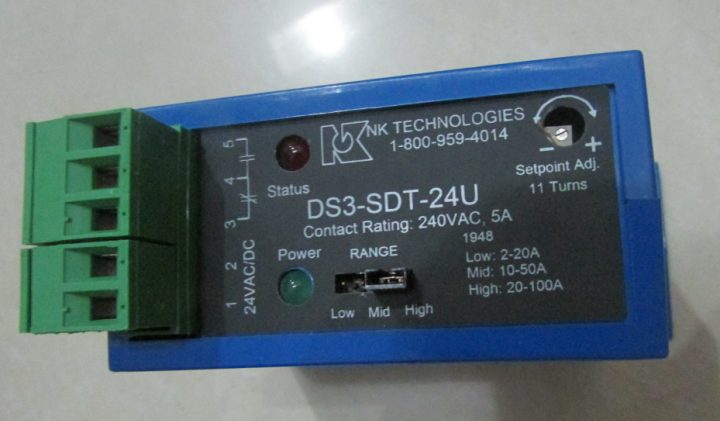 NK NK TECHNOLOGIES
1-800-959-4014
- +
Setpoint Adj.
11 Turns
Status
5
4
3
DS3-SDT-24U
Contact Rating: 240VAC, 5A
1948
Low: 2-20A
Mid: 10-50A
High: 20-100A
Power
RANGE
Low Mid High
2
1
24VAC/DC